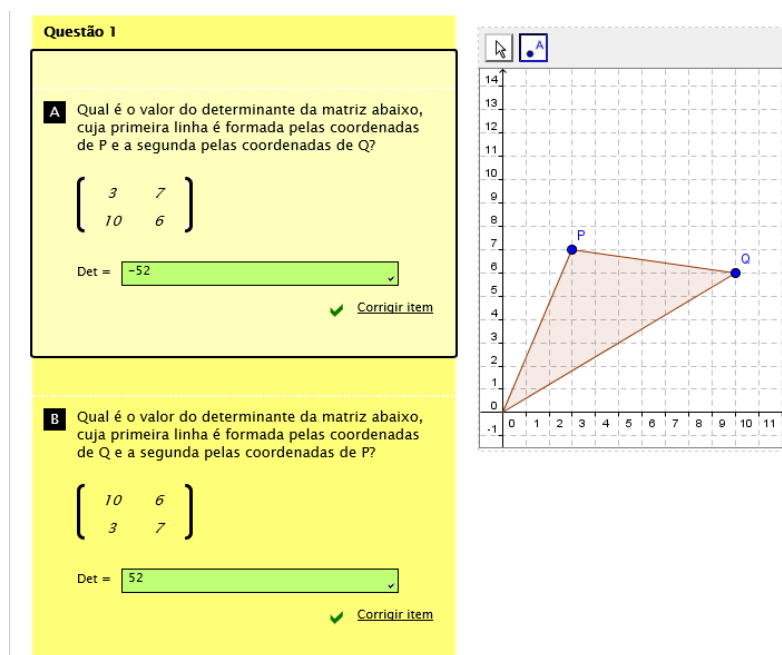 Questão 1
A Qual é o valor do determinante da matriz abaixo,
cuja primeira linha é formada pelas coordenadas
de P e a segunda pelas coordenadas de Q?
3 7
10 6
Det = -52
Corrigir item
B Qual é o valor do determinante da matriz abaixo,
cuja primeira linha é formada pelas coordenadas
de Q e a segunda pelas coordenadas de P?
10 6
3 7
Det = 52
Corrigir item
A
14
13
12
11
10
9
8
7
6
5
4
3
2
1
0
-1
P
Q
0 1 2 3 4 5 6 7 8 9 10 11